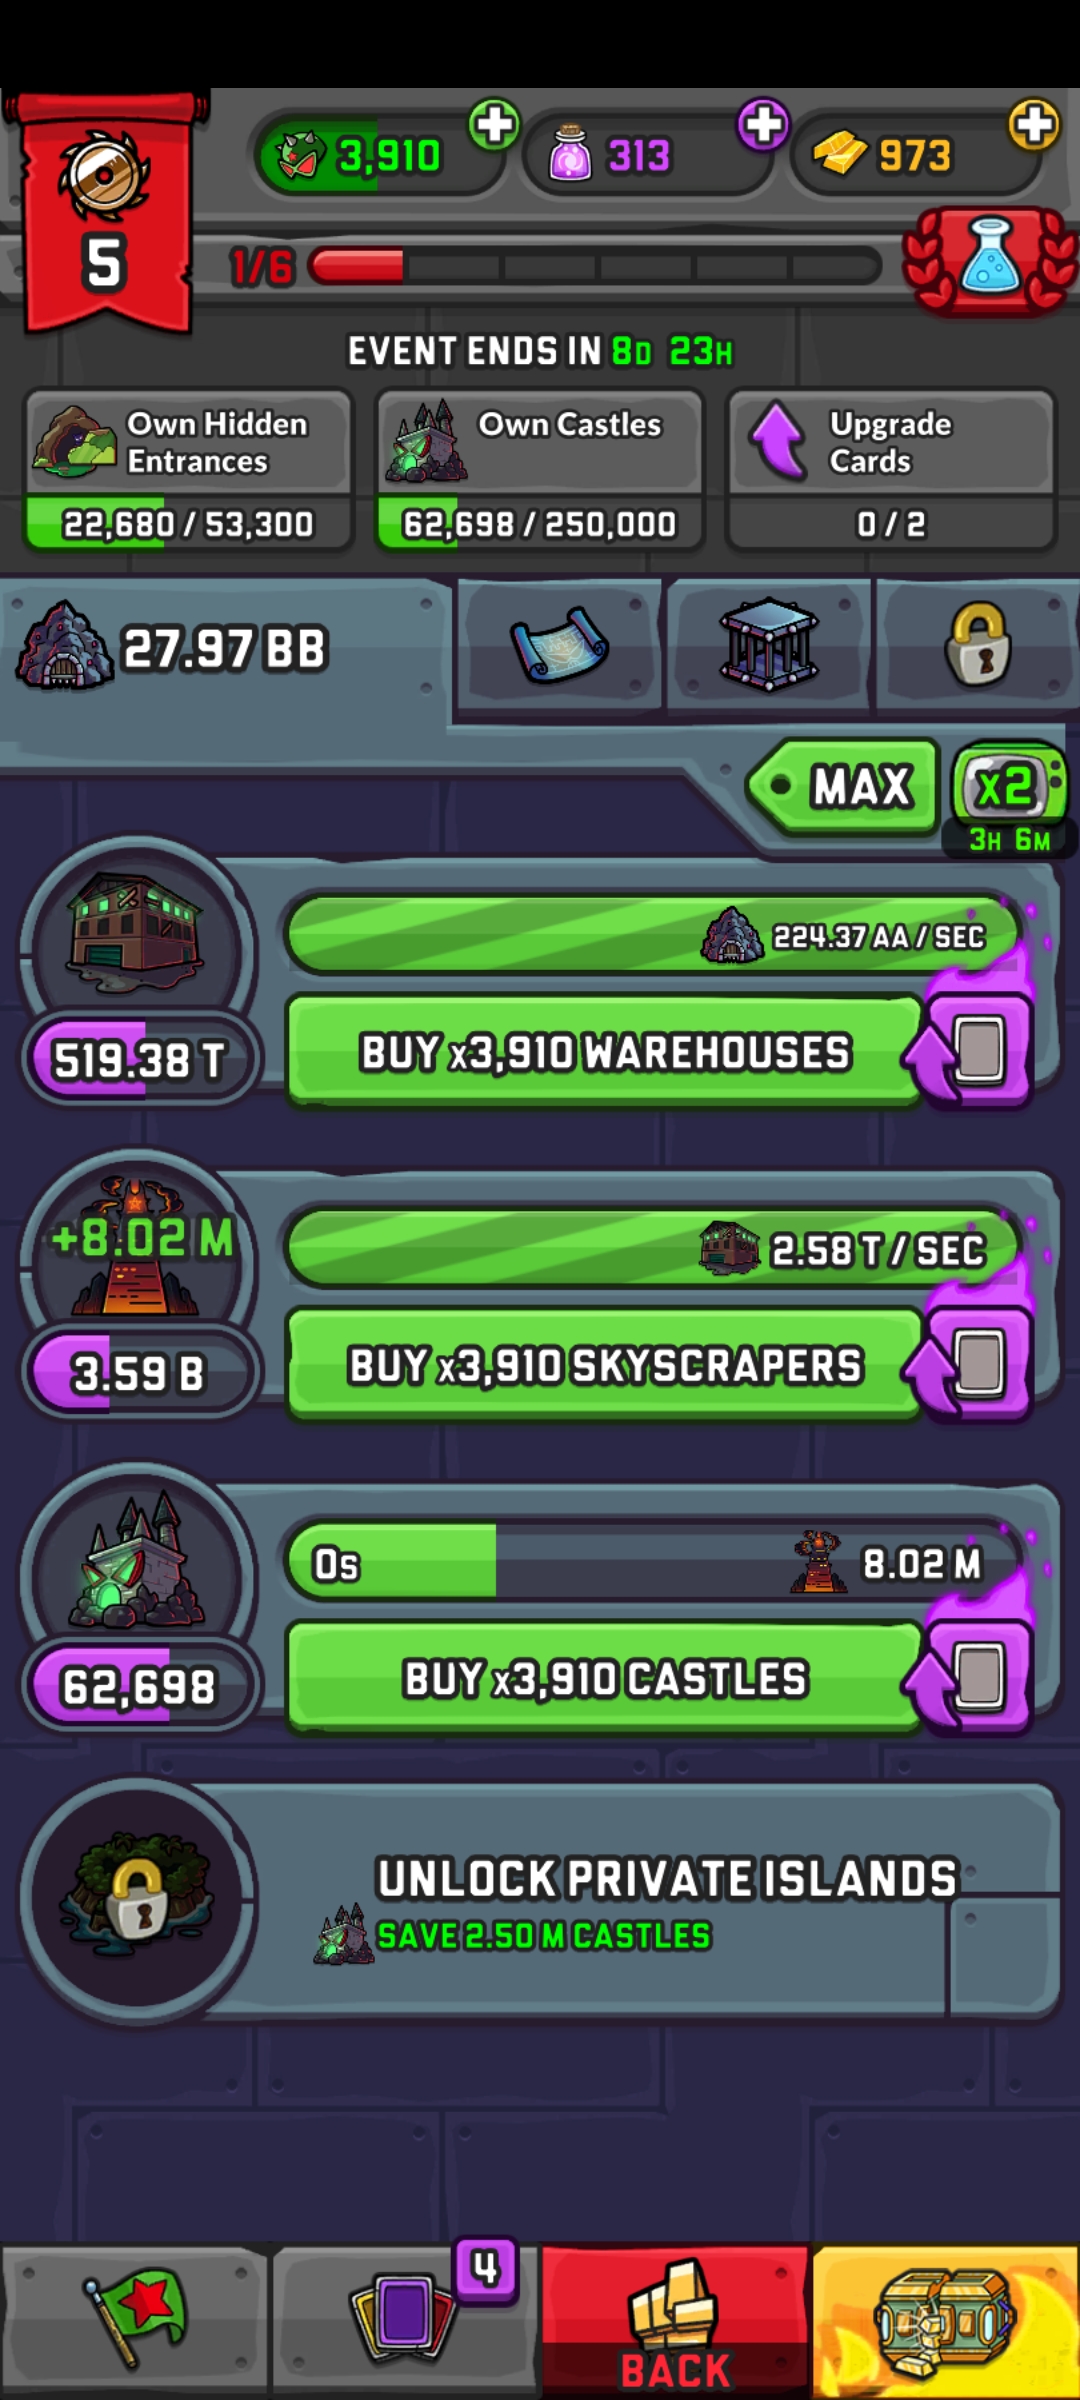 3,910
313
973
5
1/6
EVENT ENDS IN 8D 23H
Own Hidden
Entrances
22,680 / 53,300
Own Castles
62,698 / 250,000
Upgrade
Cards
0 / 2
27.97 BB
MAX
x2
3H 6M
224.37 AA / SEC
519.38 T
BUY x3,910 WAREHOUSES
+8.02 M
2.58 T / SEC
3.59 B
BUY x3,910 SKYSCRAPERS
0s
8.02 M
62,698
BUY x3,910 CASTLES
UNLOCK PRIVATE ISLANDS
SAVE 2.50 M CASTLES
4
BACK